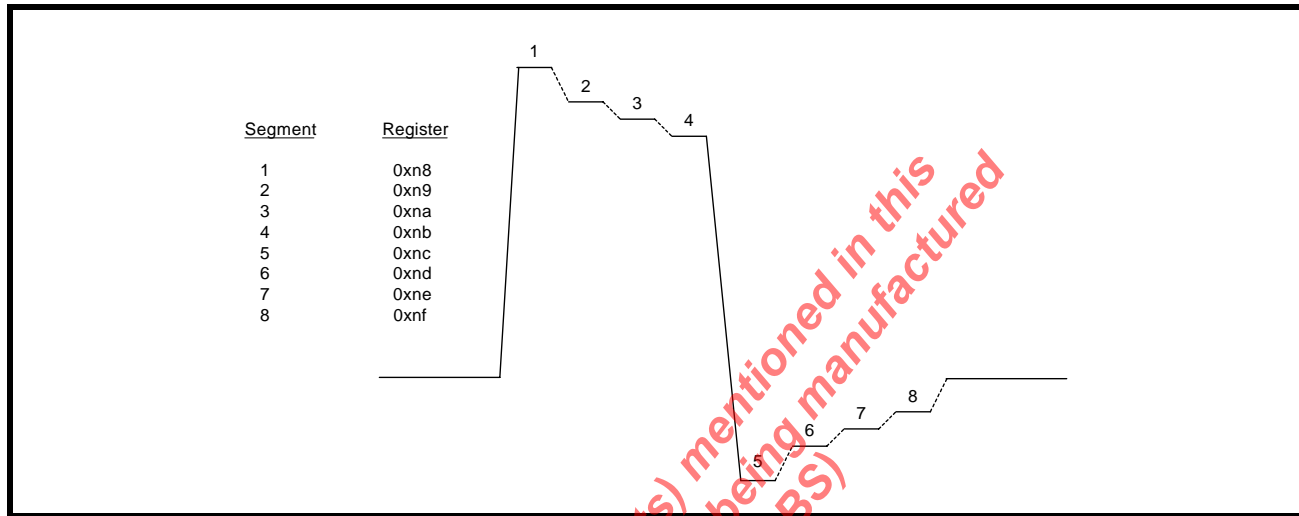 1
2
3
4
Segment Register
1 0xn8
2 0xn9
3 0xna
4 0xnb
5 0xnc
6 0xnd
7 0xne
8 0xnf
8
7
6
5
mentioned in this
being manufactured